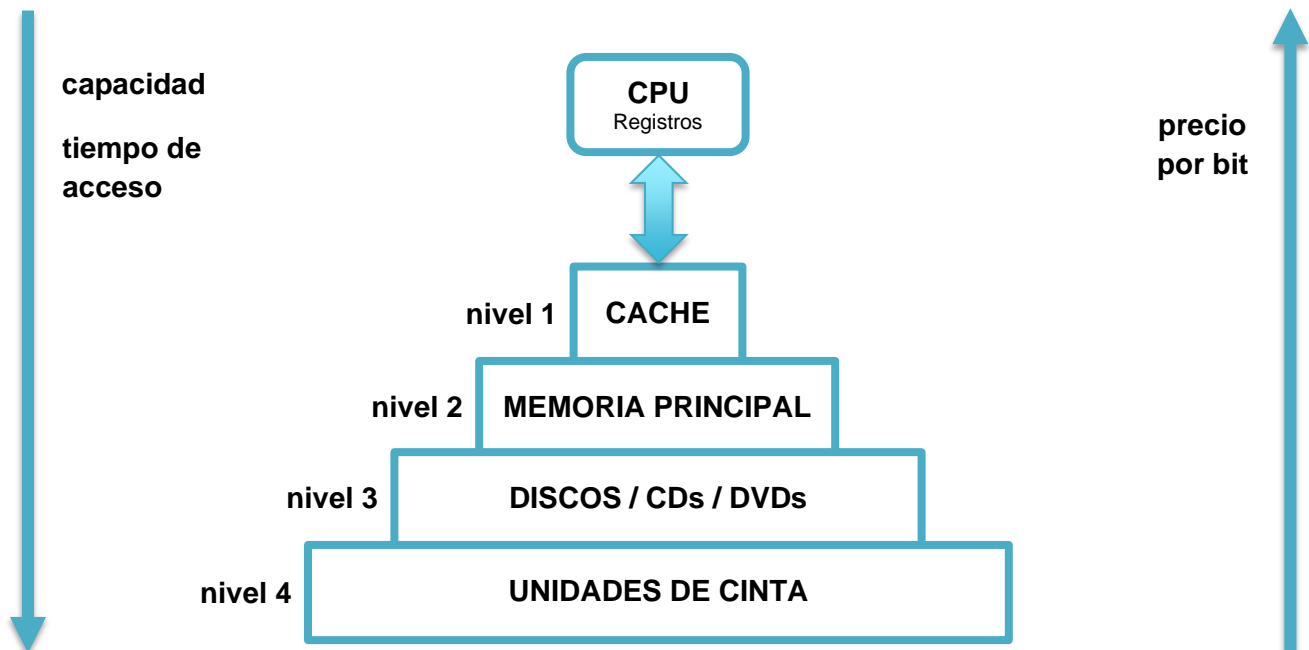 capacidad
tiempo de
acceso
CPU
Registros
precio
por bit
nivel 1
CACHE
nivel 2
MEMORIA PRINCIPAL
nivel 3
DISCOS / CDs / DVDs
nivel 4
UNIDADES DE CINTA